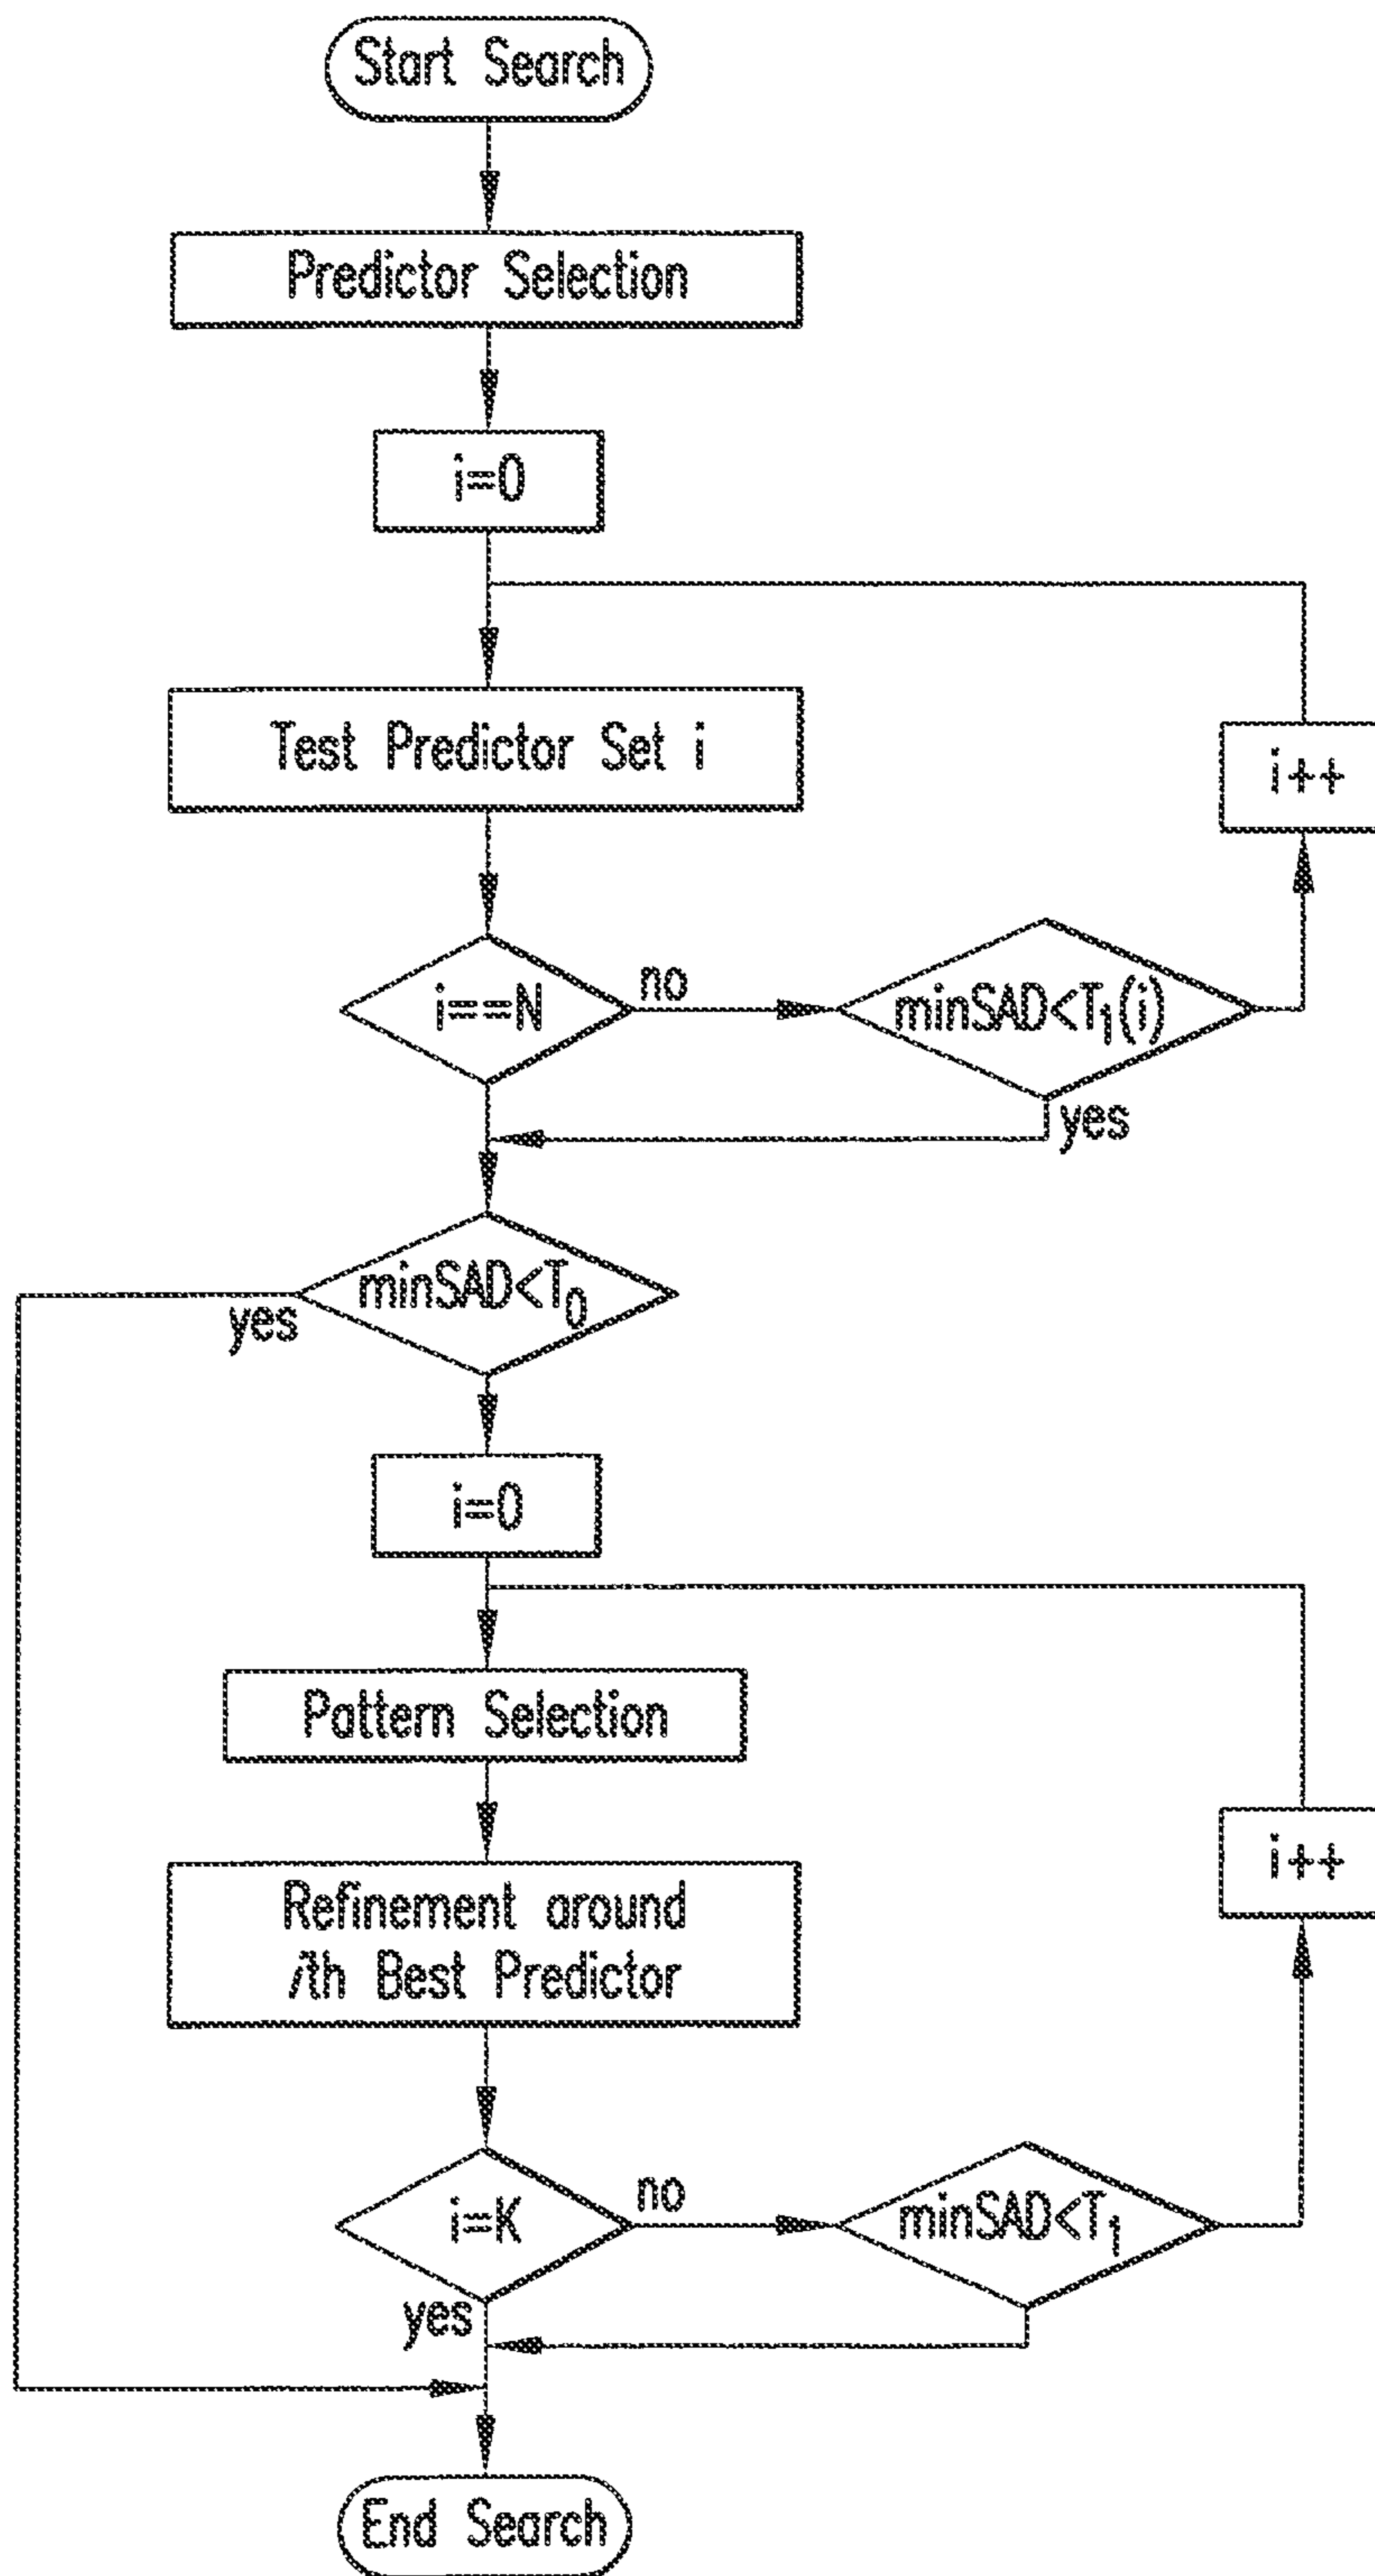 Start Search
Predictor Selection
i=0
Test Predictor Set i
i++
i==N
no
minSAD<T₁(i)
yes
minSAD<T₀
yes
i=0
Pattern Selection
Refinement around
ith Best Predictor
i++
i=K
no
minSAD<T₁
yes
End Search